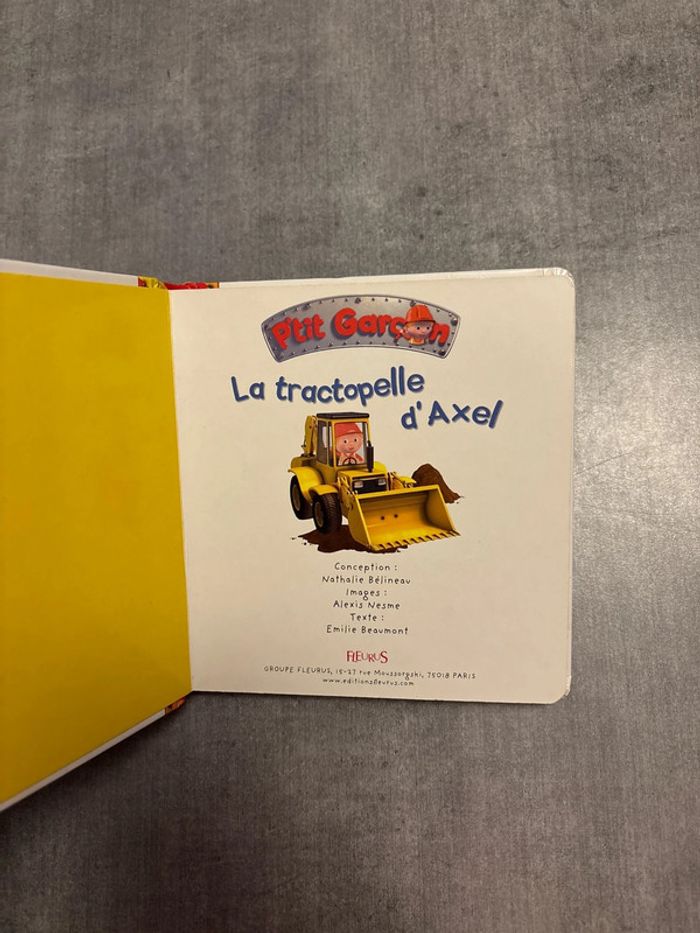 P'tit Garçon
La tractopelle
d'Axel
Conception :
Nathalie Bélineau
Images :
Alexis Nesme
Texte :
Emilie Beaumont
FLEURUS
GROUPE FLEURUS, 15-27 rue Moussorgski, 75018 PARIS
www.editionsfleurus.com